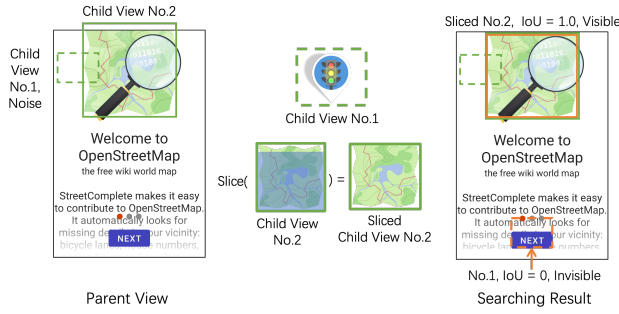 Child View No.2
Child
View
No.1,
Noise
Welcome to
OpenStreetMap
the free wiki world map
StreetComplete makes it easy
to contribute to OpenStreetMap.
It automatically looks for
missing our vicinity:
NEXT
bicycle numbers,
Parent View
Child View No.1
Slice(
) =
Child View
No.2
Sliced
Child View No.2
Sliced No.2, IoU = 1.0, Visible
Welcome to
OpenStreetMap
the free wiki world map
StreetComplete makes it easy
to contribute to OpenStreetMap.
It automatically looks for
missing our vicinity:
NEXT
bicycle numbers,
No.1, IoU = 0, Invisible
Searching Result